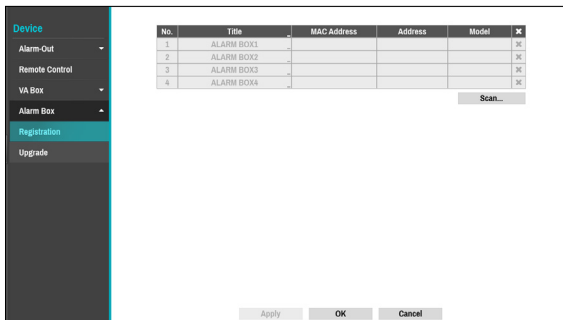 Device
Alarm-Out
Remote Control
VA Box
Alarm Box
Registration
Upgrade
No. Title MAC Address Address Model
1 ALARM BOX1
2 ALARM BOX2
3 ALARM BOX3
4 ALARM BOX4
Scan...
Apply OK Cancel